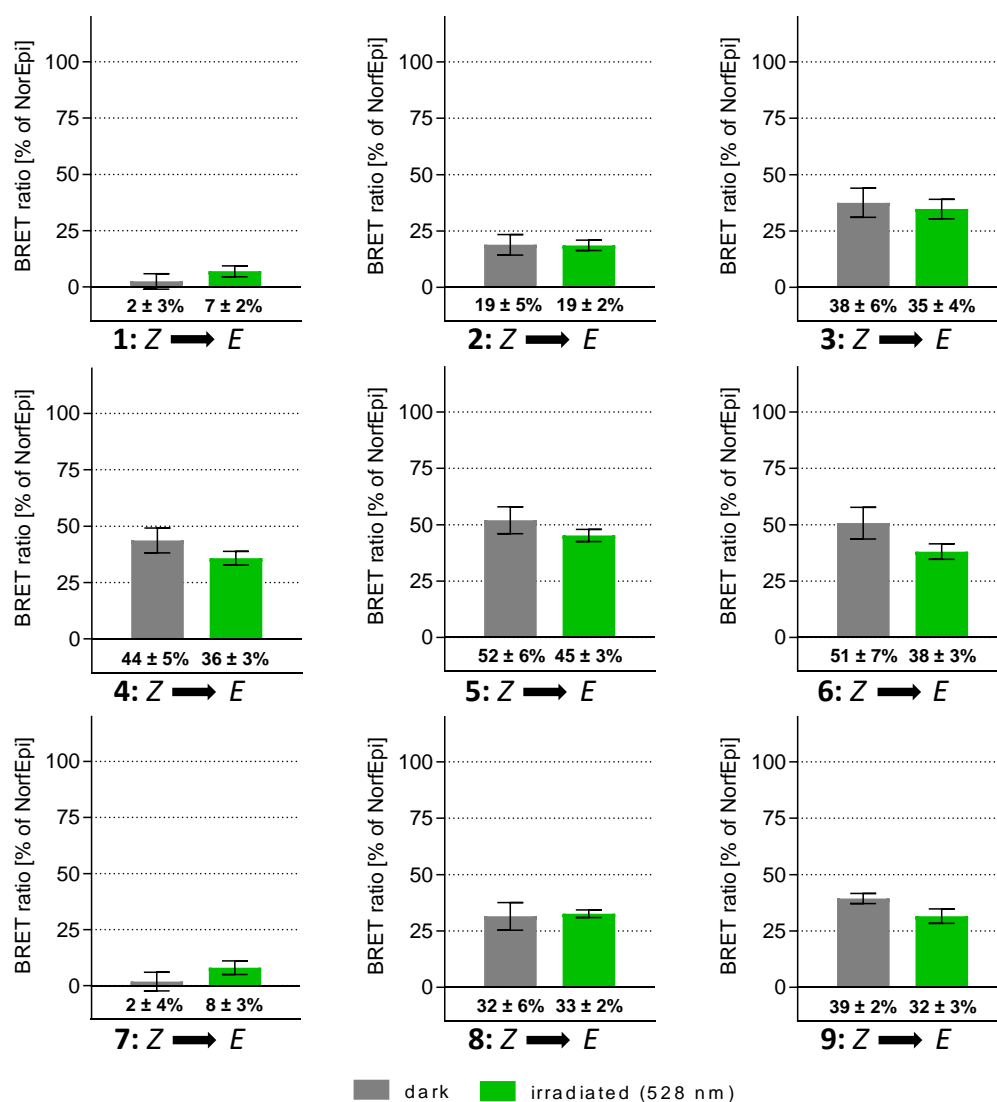 BRET ratio [% of NorEpi]
100
75
50
25
0
2 ± 3% 7 ± 2%
1: Z ➡ E
BRET ratio [% of NorfEpi]
100
75
50
25
0
19 ± 5% 19 ± 2%
2: Z ➡ E
BRET ratio [% of NorfEpi]
100
75
50
25
0
38 ± 6% 35 ± 4%
3: Z ➡ E
BRET ratio [% of NorfEpi]
100
75
50
25
0
44 ± 5% 36 ± 3%
4: Z ➡ E
BRET ratio [% of NorfEpi]
100
75
50
25
0
52 ± 6% 45 ± 3%
5: Z ➡ E
BRET ratio [% of NorfEpi]
100
75
50
25
0
51 ± 7% 38 ± 3%
6: Z ➡ E
BRET ratio [% of NorfEpi]
100
75
50
25
0
2 ± 4% 8 ± 3%
7: Z ➡ E
BRET ratio [% of NorfEpi]
100
75
50
25
0
32 ± 6% 33 ± 2%
8: Z ➡ E
BRET ratio [% of NorfEpi]
100
75
50
25
0
39 ± 2% 32 ± 3%
9: Z ➡ E
dark irradiated (528 nm)